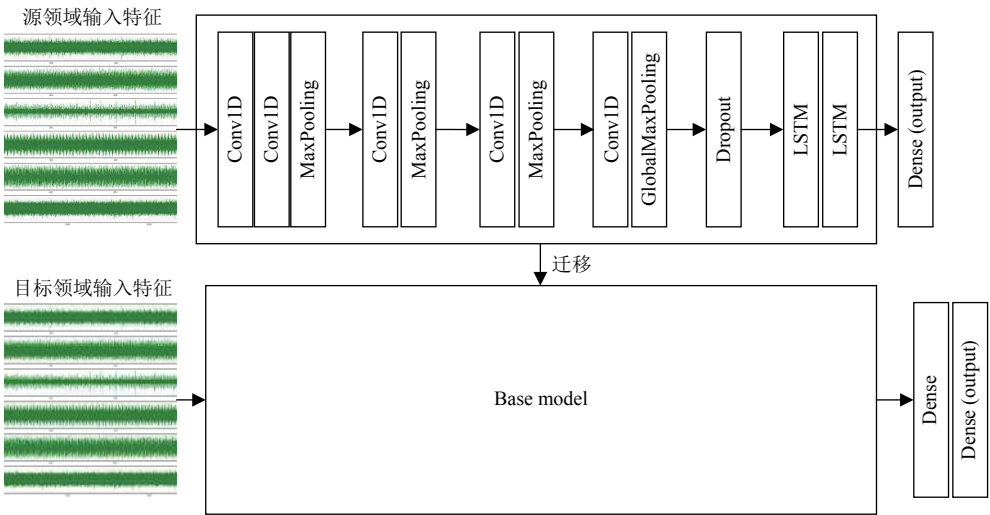 源领域输入特征
Conv1D
Conv1D
MaxPooling
Conv1D
MaxPooling
Conv1D
MaxPooling
Conv1D
GlobalMaxPooling
Dropout
LSTM
LSTM
Dense (output)
迁移
目标领域输入特征
Base model
Dense
Dense (output)